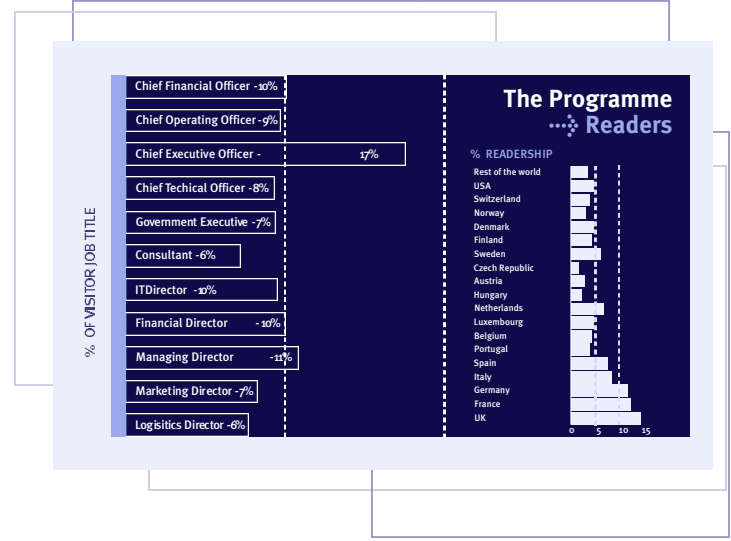 % OF VISITOR JOB TITLE
Chief Financial Officer -10%
Chief Operating Officer -9%
Chief Executive Officer - 17%
Chief Techical Officer -8%
Government Executive -7%
Consultant -6%
ITDirector -10%
Financial Director -10%
Managing Director -11%
Marketing Director -7%
Logisitics Director -6%
The Programme
Readers
% READERSHIP
Rest of the world
USA
Switzerland
Norway
Denmark
Finland
Sweden
Czech Republic
Austria
Hungary
Netherlands
Luxembourg
Belgium
Portugal
Spain
Italy
Germany
France
UK
0 5 10 15